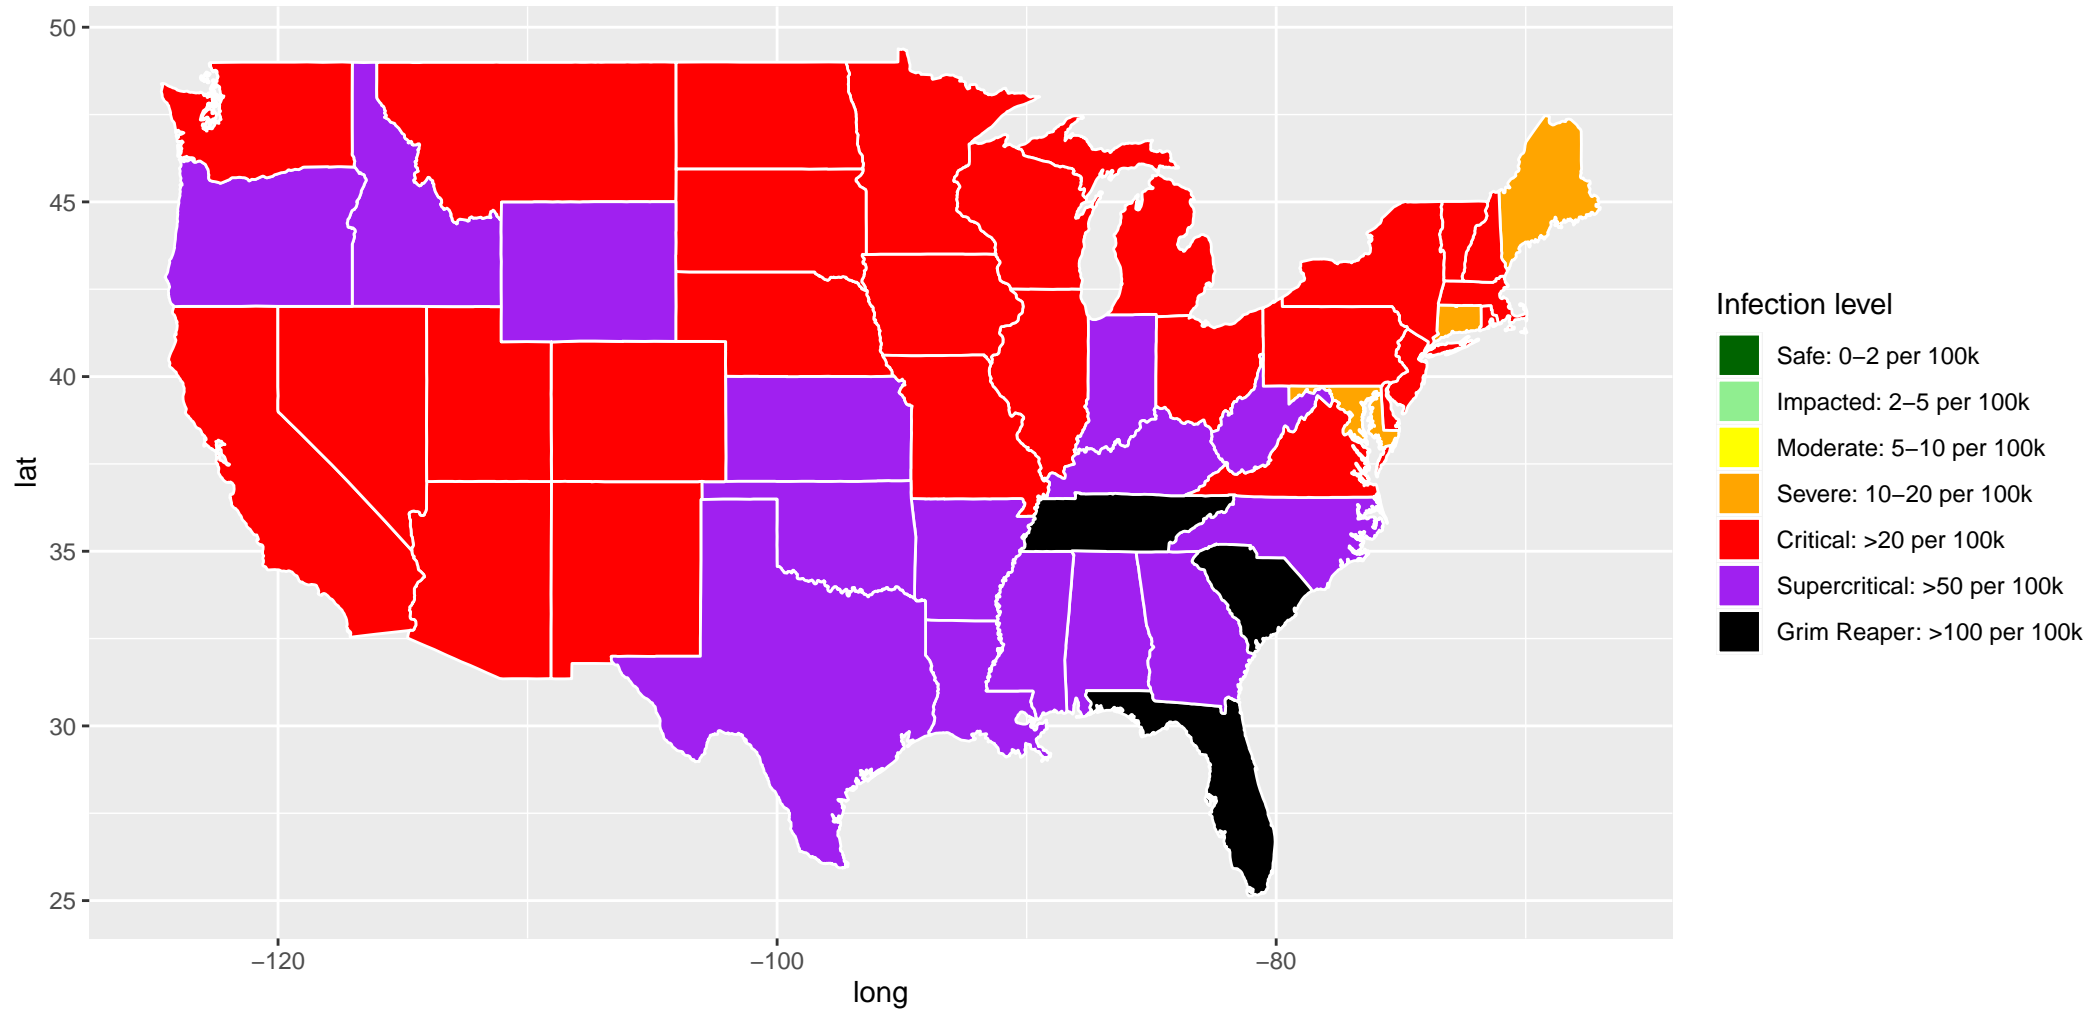 50
45
40
35
30
25
lat
−120
−100
−80
long
Infection level
Safe: 0−2 per 100k
Impacted: 2−5 per 100k
Moderate: 5−10 per 100k
Severe: 10−20 per 100k
Critical: >20 per 100k
Supercritical: >50 per 100k
Grim Reaper: >100 per 100k